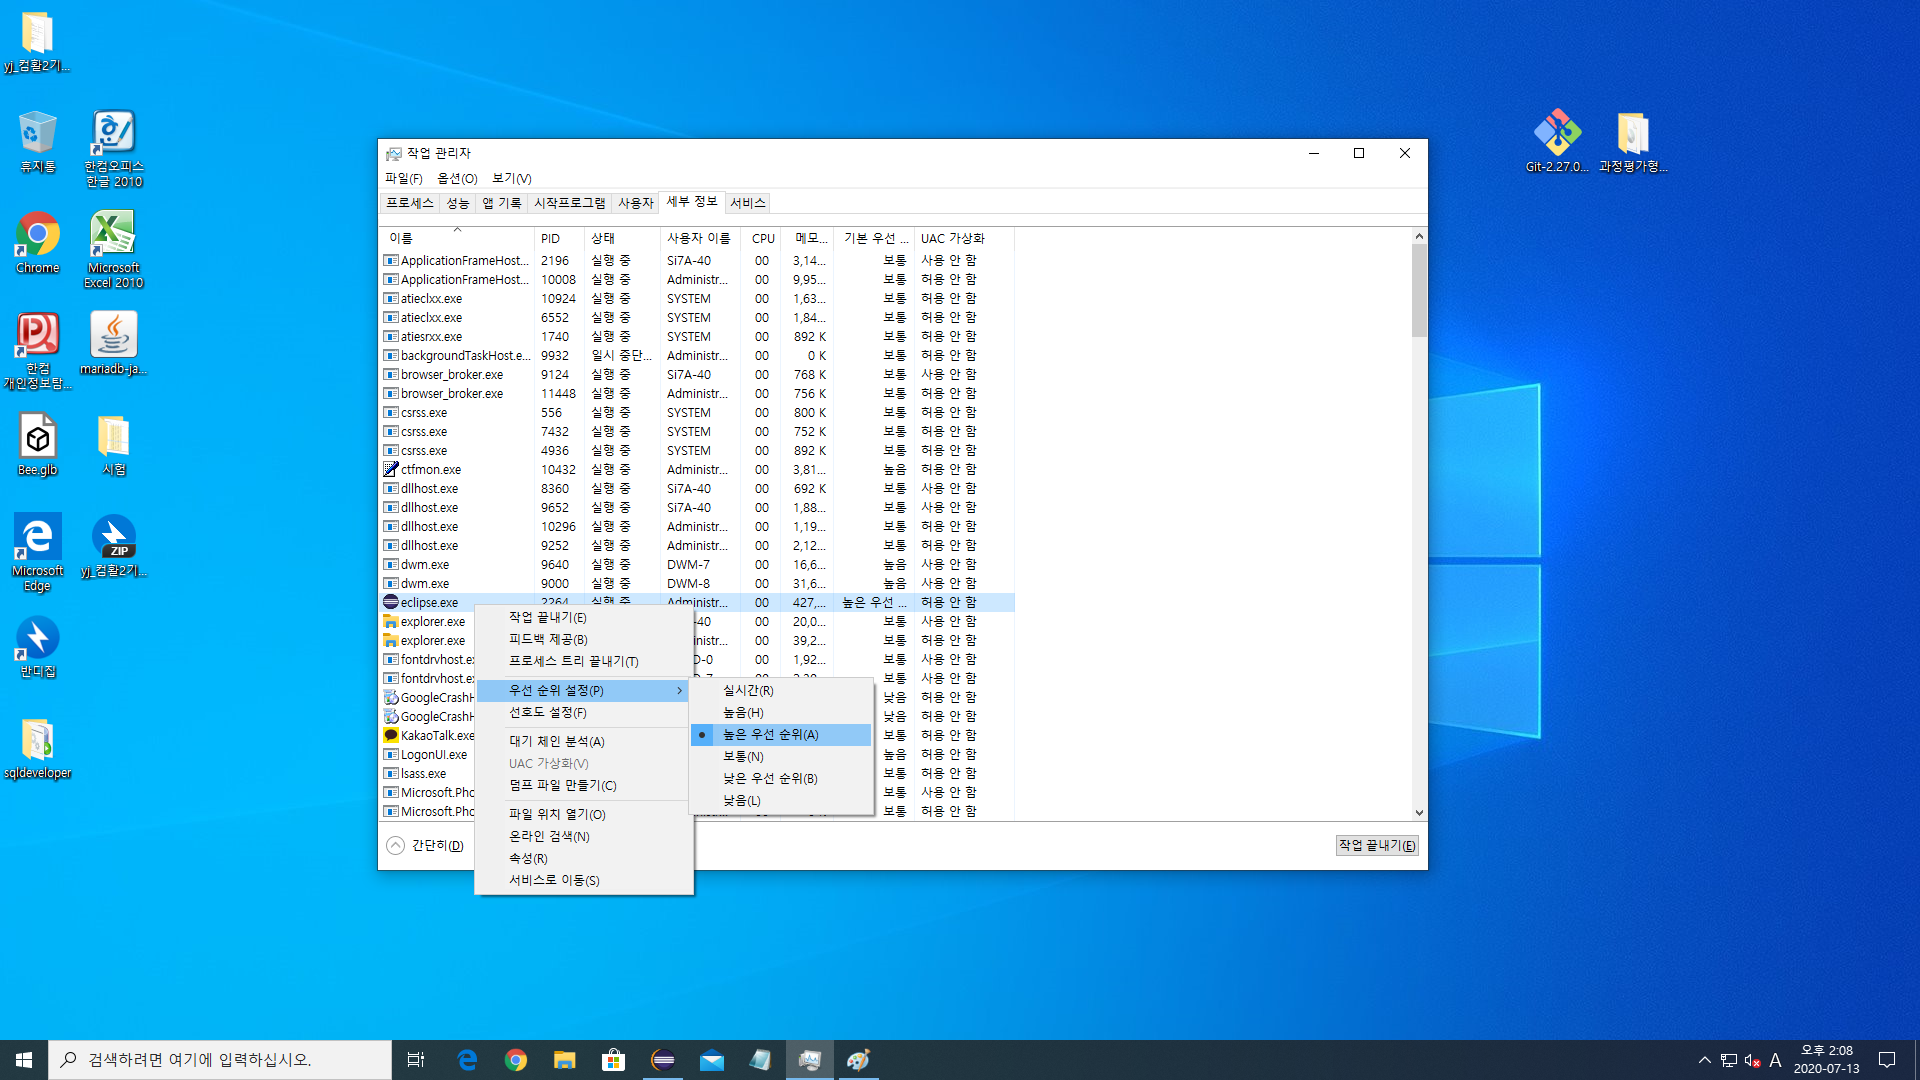 yj_컴활2기...
휴지통
한컴오피스
한글 2010
Chrome
Microsoft
Excel 2010
한컴
개인정보탐...
mariadb-ja...
Bee.glb
시험
Microsoft
Edge
ZIP
yj_컴활2기...
반디집
sqldeveloper
Git-2.27.0...
과정평가형...
작업 관리자
파일(F) 옵션(O) 보기(V)
프로세스 성능 앱 기록 시작프로그램 사용자 세부 정보 서비스
이름 PID 상태 사용자 이름 CPU 메모... 기본 우선 ... UAC 가상화
ApplicationFrameHost... 2196 실행 중 Si7A-40 00 3,14... 보통 사용 안 함
ApplicationFrameHost... 10008 실행 중 Administr... 00 9,95... 보통 허용 안 함
atieclxx.exe 10924 실행 중 SYSTEM 00 1,63... 보통 허용 안 함
atieclxx.exe 6552 실행 중 SYSTEM 00 1,84... 보통 허용 안 함
atiesrxx.exe 1740 실행 중 SYSTEM 00 892 K 보통 허용 안 함
backgroundTaskHost.e... 9932 일시 중단... Administr... 00 0 K 보통 허용 안 함
browser_broker.exe 9124 실행 중 Si7A-40 00 768 K 보통 사용 안 함
browser_broker.exe 11448 실행 중 Administr... 00 756 K 보통 허용 안 함
csrss.exe 556 실행 중 SYSTEM 00 800 K 보통 허용 안 함
csrss.exe 7432 실행 중 SYSTEM 00 752 K 보통 허용 안 함
csrss.exe 4936 실행 중 SYSTEM 00 892 K 보통 허용 안 함
ctfmon.exe 10432 실행 중 Administr... 00 3,81... 높음 허용 안 함
dllhost.exe 8360 실행 중 Si7A-40 00 692 K 보통 사용 안 함
dllhost.exe 9652 실행 중 Si7A-40 00 1,88... 보통 사용 안 함
dllhost.exe 10296 실행 중 Administr... 00 1,19... 보통 허용 안 함
dllhost.exe 9252 실행 중 Administr... 00 2,12... 보통 허용 안 함
dwm.exe 9640 실행 중 DWM-7 00 16,6... 높음 사용 안 함
dwm.exe 9000 실행 중 DWM-8 00 31,6... 높음 사용 안 함
eclipse.exe 2264 실행 중 Administr... 00 427,... 높은 우선 ... 허용 안 함
explorer.exe -40 00 20,0... 보통 사용 안 함
explorer.exe inistr... 00 39,2... 보통 허용 안 함
fontdrvhost.ex D-0 00 1,92... 보통 사용 안 함
fontdrvhost.ex 보통 사용 안 함
GoogleCrashH 낮음 허용 안 함
GoogleCrashH 낮음 허용 안 함
KakaoTalk.exe 보통 허용 안 함
LogonUI.exe 높음 허용 안 함
lsass.exe 보통 허용 안 함
Microsoft.Pho 보통 사용 안 함
Microsoft.Pho 보통 허용 안 함
작업 끝내기(E)
피드백 제공(B)
프로세스 트리 끝내기(T)
우선 순위 설정(P)
선호도 설정(F)
대기 체인 분석(A)
UAC 가상화(V)
덤프 파일 만들기(C)
파일 위치 열기(O)
온라인 검색(N)
속성(R)
서비스로 이동(S)
실시간(R)
높음(H)
높은 우선 순위(A)
보통(N)
낮은 우선 순위(B)
낮음(L)
간단히(D)
작업 끝내기(E)
검색하려면 여기에 입력하십시오.
A
오후 2:08
2020-07-13